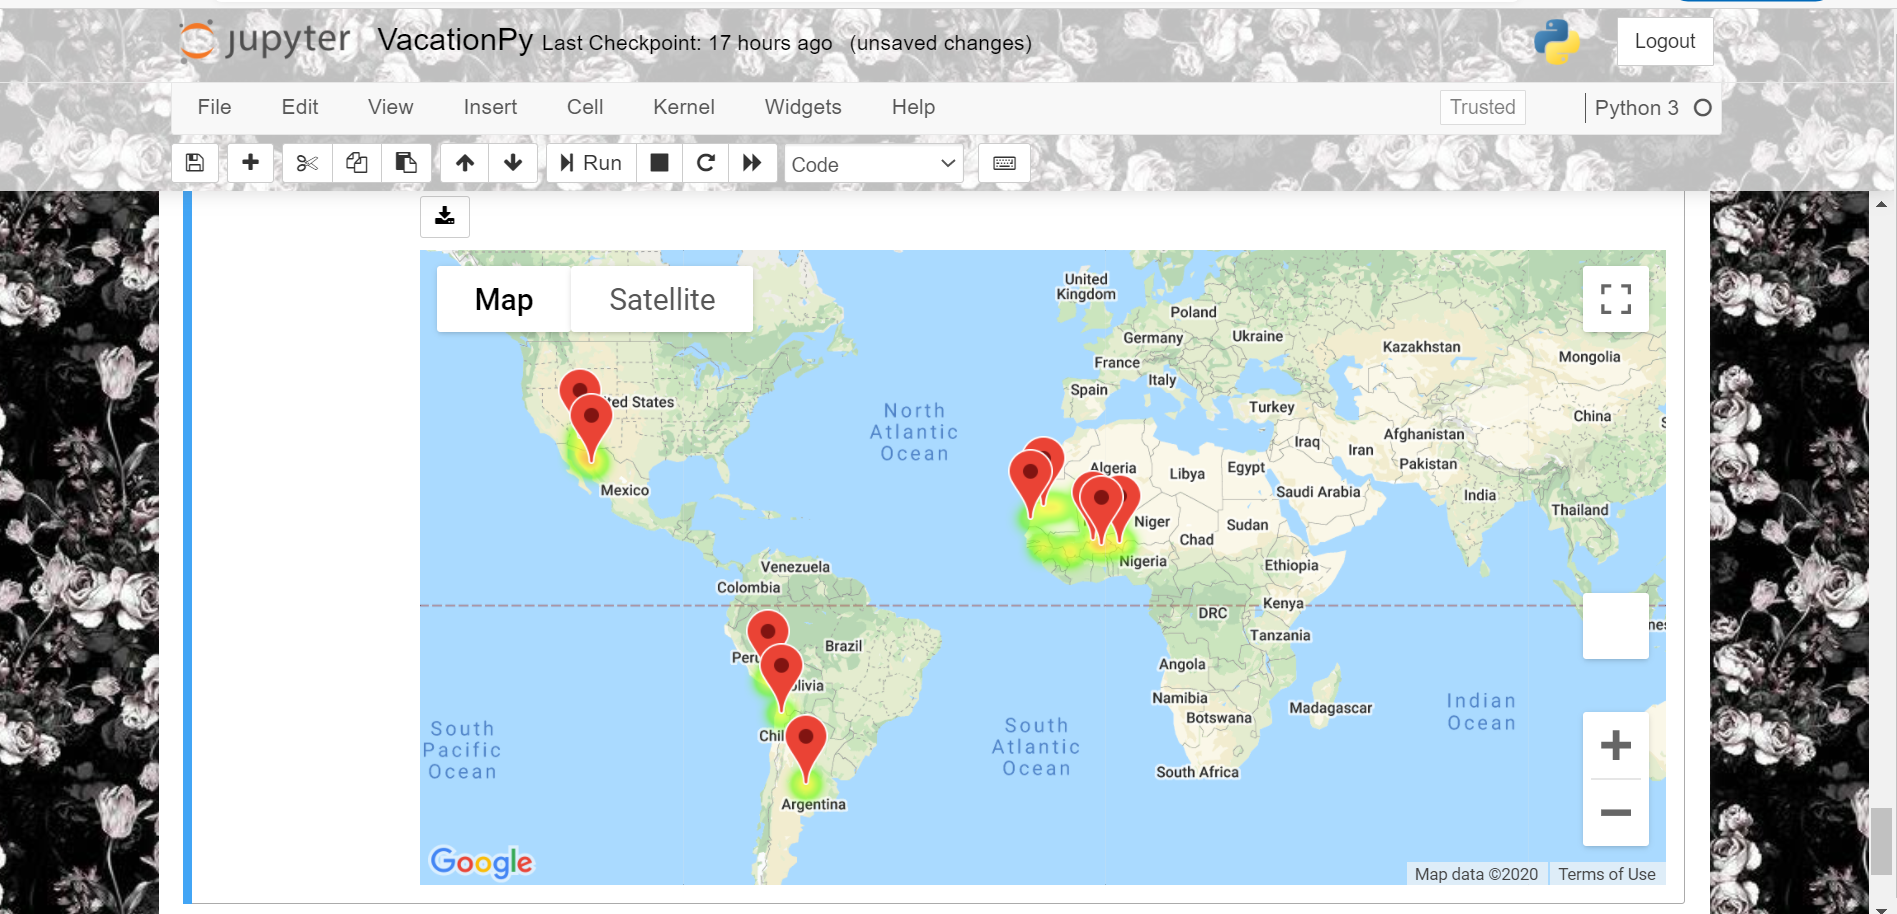 jupyter VacationPy Last Checkpoint: 17 hours ago (unsaved changes)
Logout
File Edit View Insert Cell Kernel Widgets Help
Trusted
Python 3
Run
Code
Map Satellite
United
Kingdom
Poland
Germany
Ukraine
France
Kazakhstan
Mongolia
Italy
Spain
ted States
Turkey
China
North
Atlantic
Ocean
Iraq
Iran
Afghanistan
Pakistan
Algeria
Libya
Egypt
Mexico
Saudi Arabia
India
Thailand
Niger
Sudan
Chad
Nigeria
Ethiopia
Venezuela
Colombia
DRC
Kenya
nes
Tanzania
Brazil
Peru
Angola
livia
Namibia
Botswana
Madagascar
Indian
Ocean
South
Pacific
Ocean
Chil
South
Atlantic
Ocean
South Africa
Argentina
Google
Map data ©2020
Terms of Use